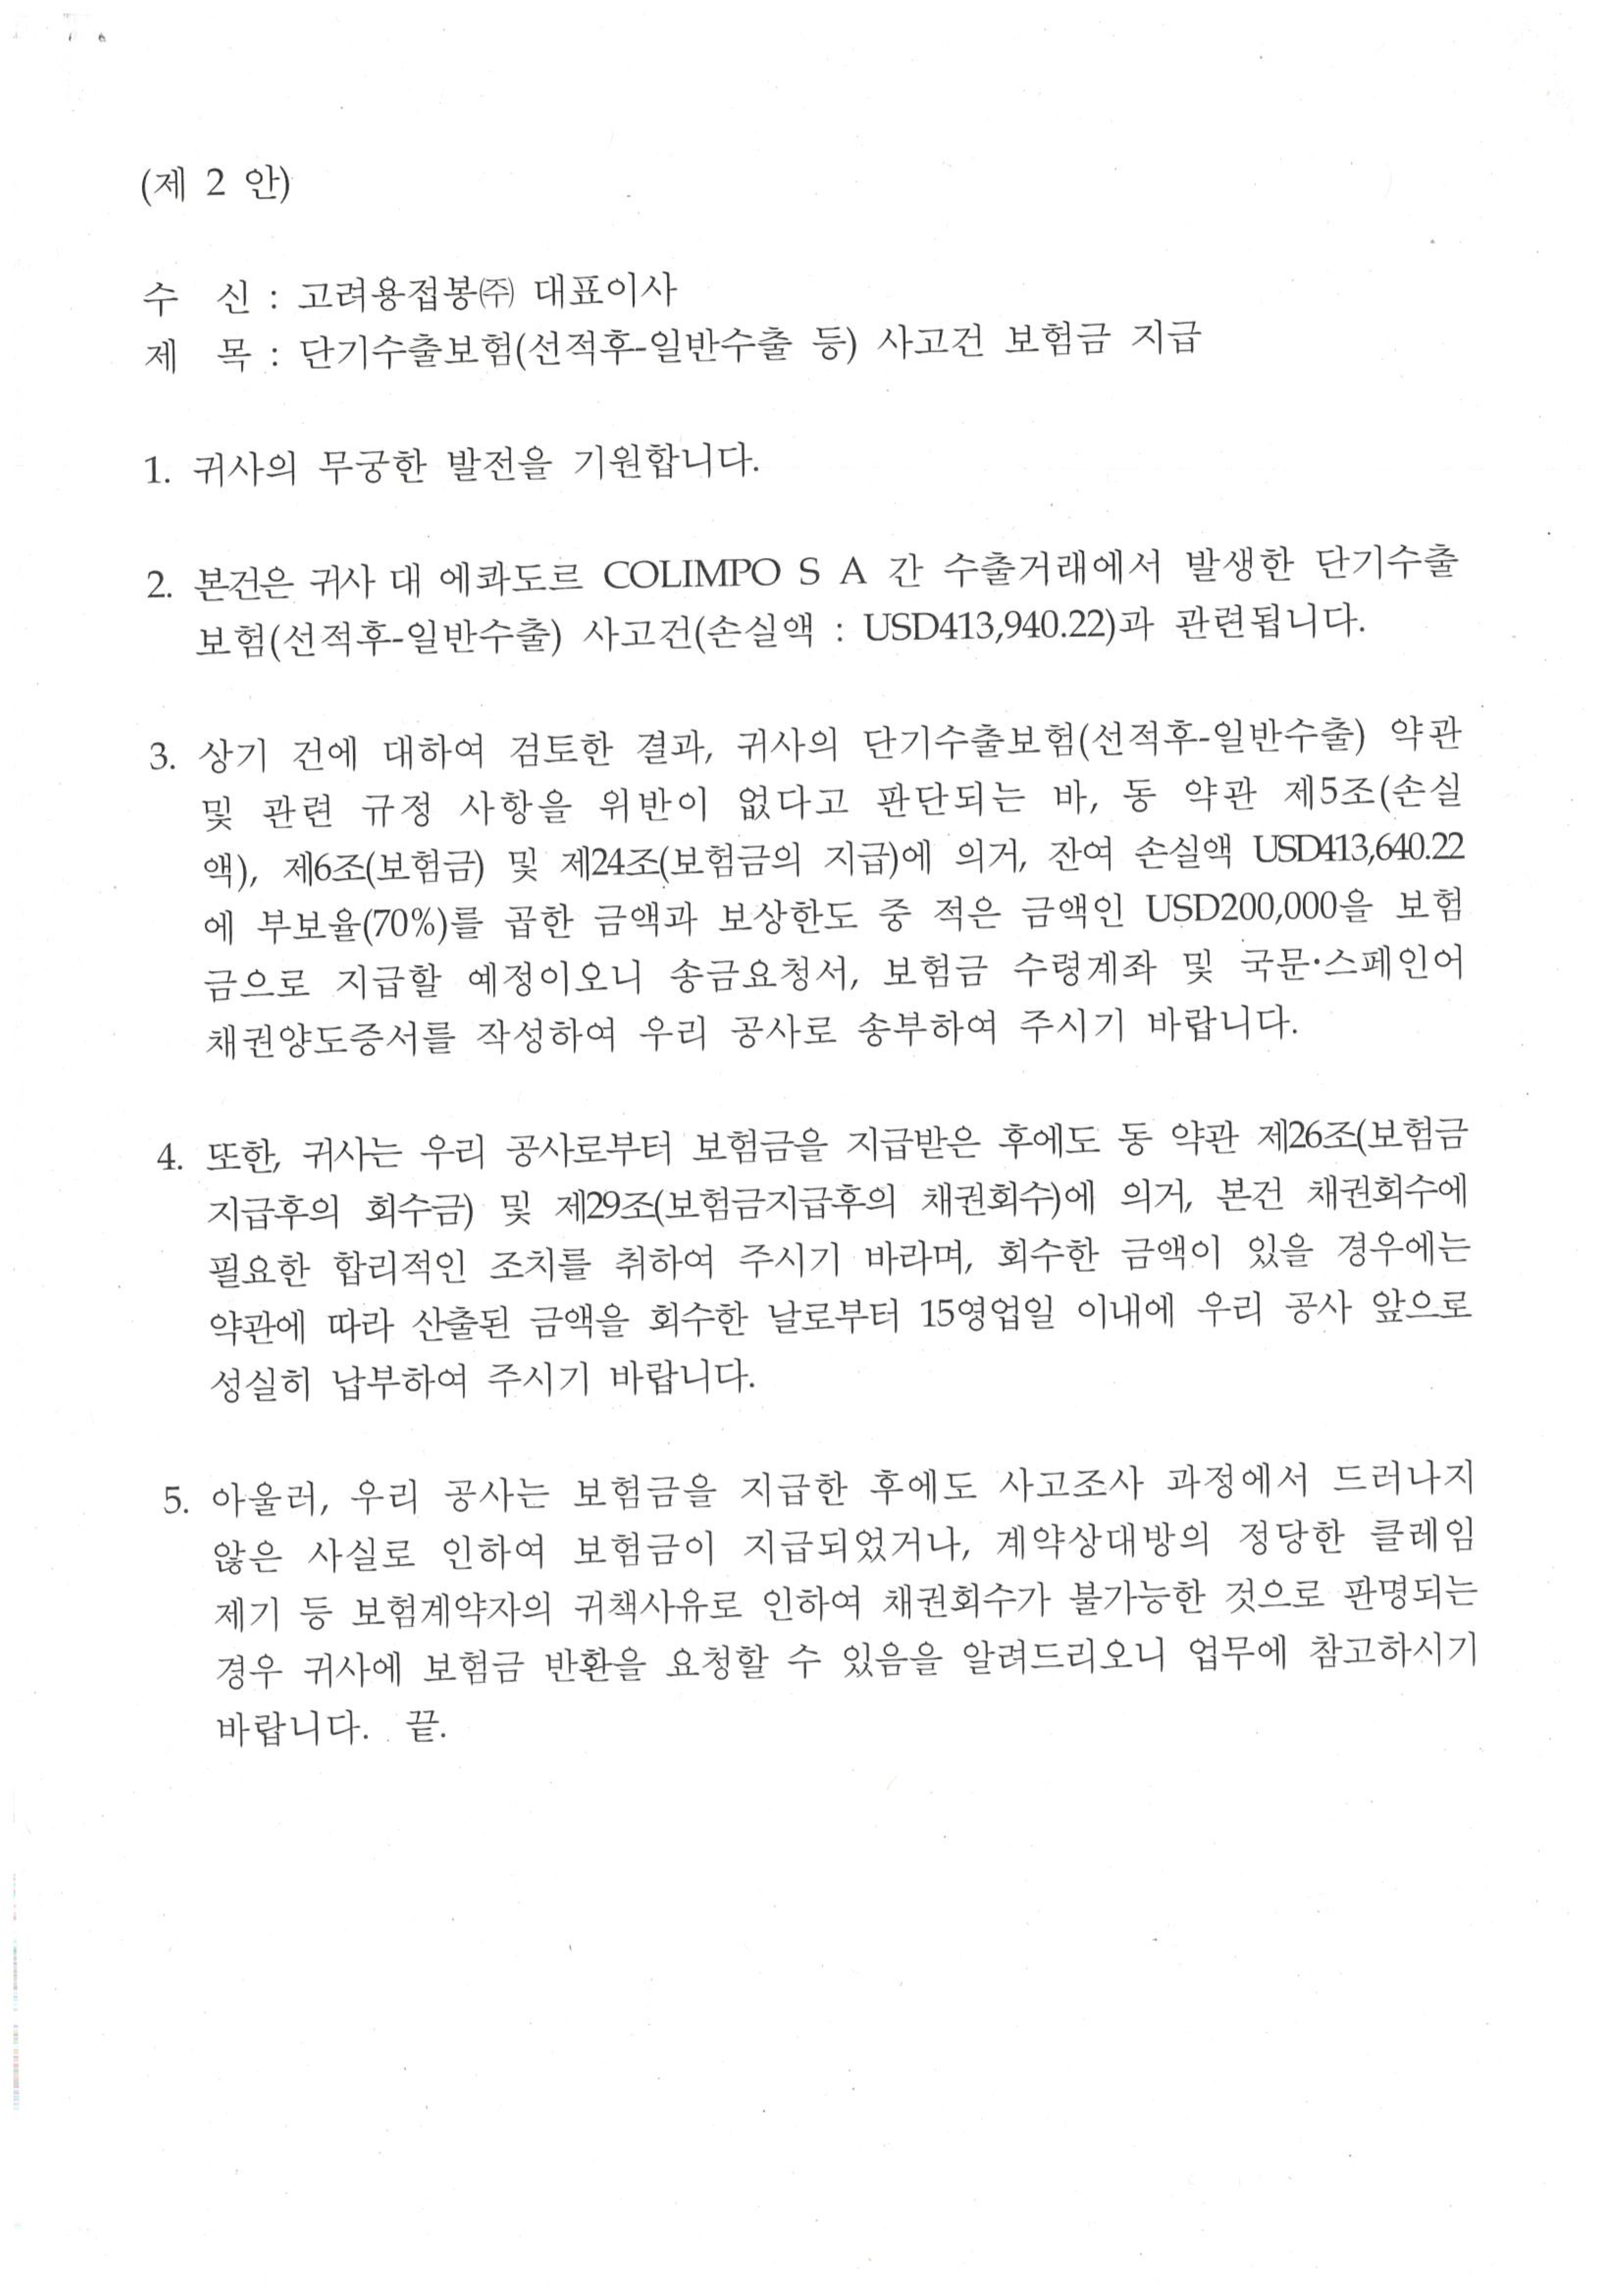 (제 2 안)
수 신 : 고려용접봉㈜ 대표이사
제 목 : 단기수출보험(선적후-일반수출 등) 사고건 보험금 지급
1. 귀사의 무궁한 발전을 기원합니다.
2. 본건은 귀사 대 에콰도르 COLIMPO S A 간 수출거래에서 발생한 단기수출
보험(선적후-일반수출) 사고건(손실액 : USD413,940.22)과 관련됩니다.
3. 상기 건에 대하여 검토한 결과, 귀사의 단기수출보험(선적후-일반수출) 약관
및 관련 규정 사항을 위반이 없다고 판단되는 바, 동 약관 제5조(손실
액), 제6조(보험금) 및 제24조(보험금의 지급)에 의거, 잔여 손실액 USD413,640.22
에 부보율(70%)를 곱한 금액과 보상한도 중 적은 금액인 USD200,000을 보험
금으로 지급할 예정이오니 송금요청서, 보험금 수령계좌 및 국문·스페인어
채권양도증서를 작성하여 우리 공사로 송부하여 주시기 바랍니다.
4. 또한, 귀사는 우리 공사로부터 보험금을 지급받은 후에도 동 약관 제26조(보험금
지급후의 회수금) 및 제29조(보험금지급후의 채권회수)에 의거, 본건 채권회수에
필요한 합리적인 조치를 취하여 주시기 바라며, 회수한 금액이 있을 경우에는
약관에 따라 산출된 금액을 회수한 날로부터 15영업일 이내에 우리 공사 앞으로
성실히 납부하여 주시기 바랍니다.
5. 아울러, 우리 공사는 보험금을 지급한 후에도 사고조사 과정에서 드러나지
않은 사실로 인하여 보험금이 지급되었거나, 계약상대방의 정당한 클레임
제기 등 보험계약자의 귀책사유로 인하여 채권회수가 불가능한 것으로 판명되는
경우 귀사에 보험금 반환을 요청할 수 있음을 알려드리오니 업무에 참고하시기
바랍니다. 끝.